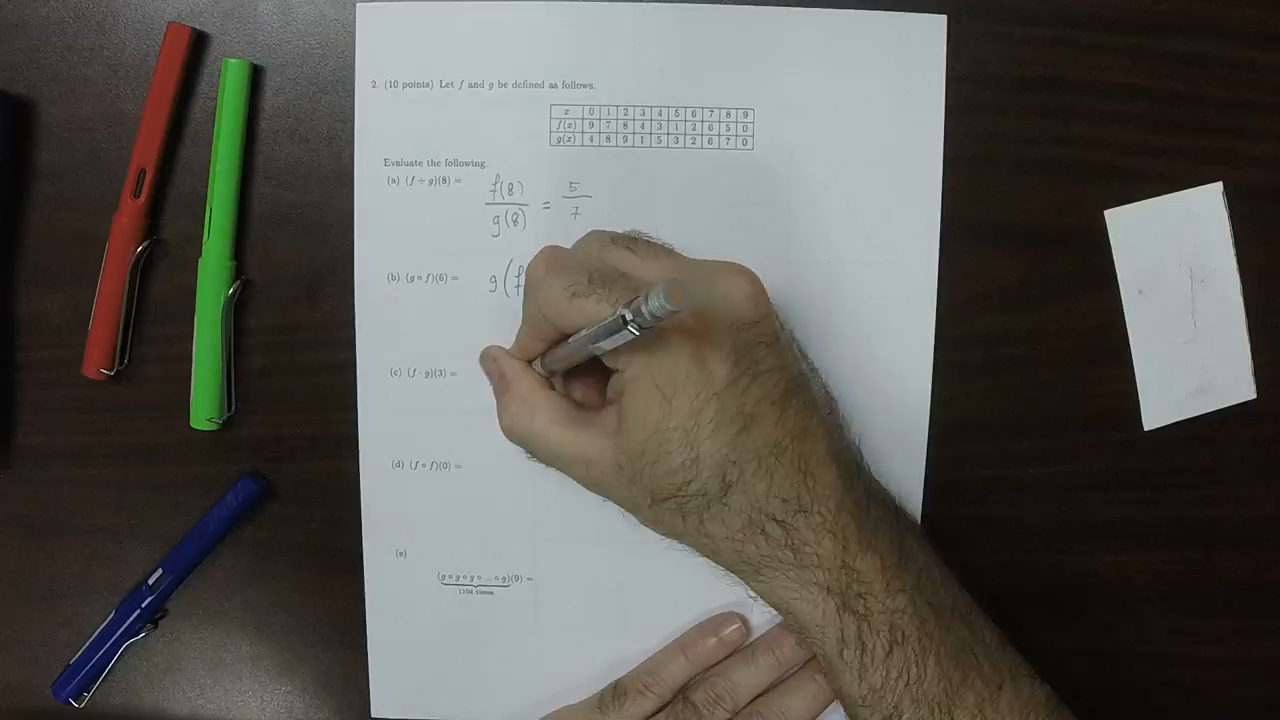 2. (10 points) Let f and g be defined as follows.
x 0 1 2 3 4 5 6 7 8 9
f(x) 9 7 8 4 3 1 2 6 5 0
g(x) 4 8 9 1 5 3 2 6 7 0
Evaluate the following.
(a) (f ÷ g)(8) = f(8)/g(8) = 5/7
(b) (g ∘ f)(6) = g(f
(c) (f · g)(3) =
(d) (f ∘ f)(0) =
(e)
(g ∘ g ∘ g ∘ ... ∘ g)(9) =
1104 times